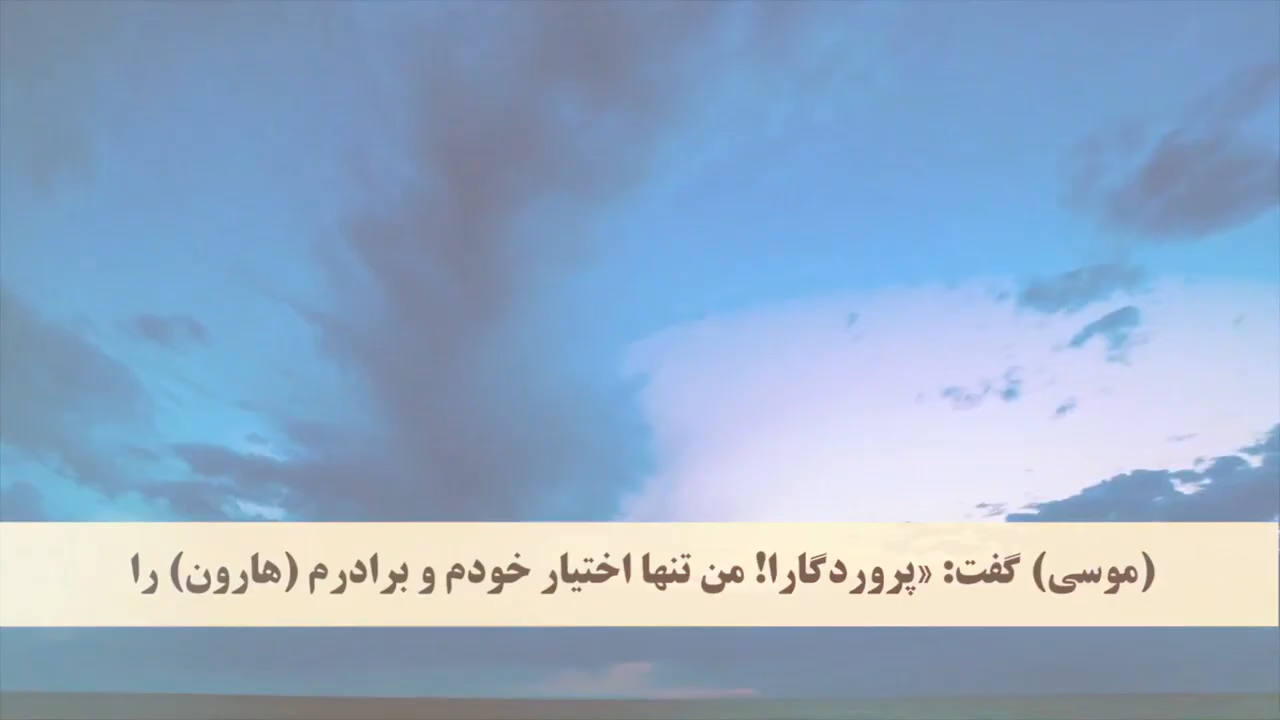 (موسی) گفت: «پروردگارا! من تنها اختیار خودم و برادرم (هارون) را